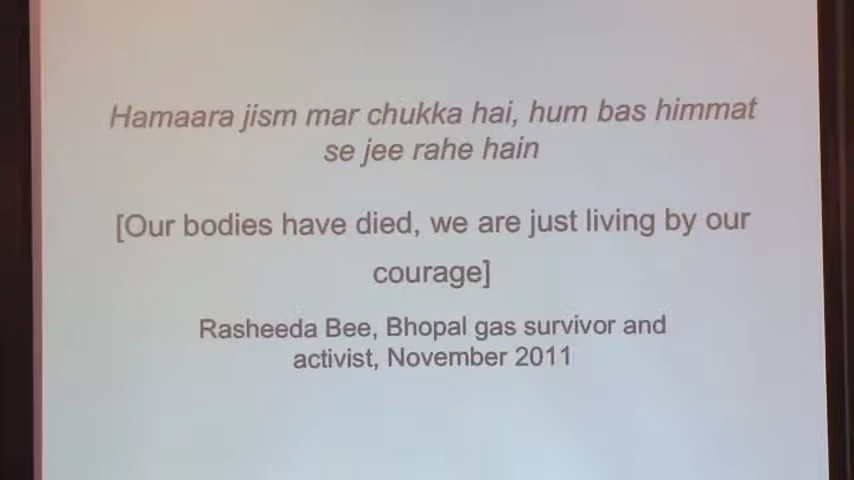 Hamaara jism mar chukka hai, hum bas himmat
se jee rahe hain
[Our bodies have died, we are just living by our
courage]
Rasheeda Bee, Bhopal gas survivor and
activist, November 2011